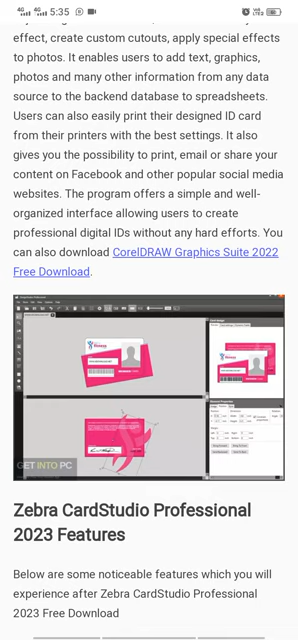 5:35
effect, create custom cutouts, apply special effects
to photos. It enables users to add text, graphics,
photos and many other information from any data
source to the backend database to spreadsheets.
Users can also easily print their designed ID card
from their printers with the best settings. It also
gives you the possibility to print, email or share your
content on Facebook and other popular social media
websites. The program offers a simple and well-
organized interface allowing users to create
professional digital IDs without any hard efforts. You
can also download CorelDRAW Graphics Suite 2022
Free Download.
GET INTO PC
Zebra CardStudio Professional
2023 Features
Below are some noticeable features which you will
experience after Zebra CardStudio Professional
2023 Free Download